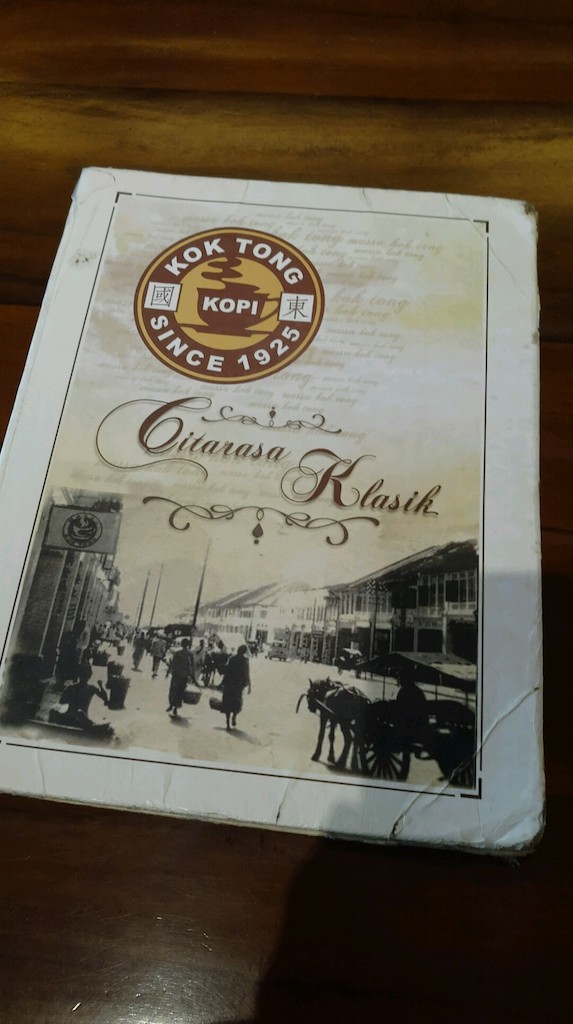 KOK TONG
國 KOPI 東
SINCE 1925
Citarasa
Klasik